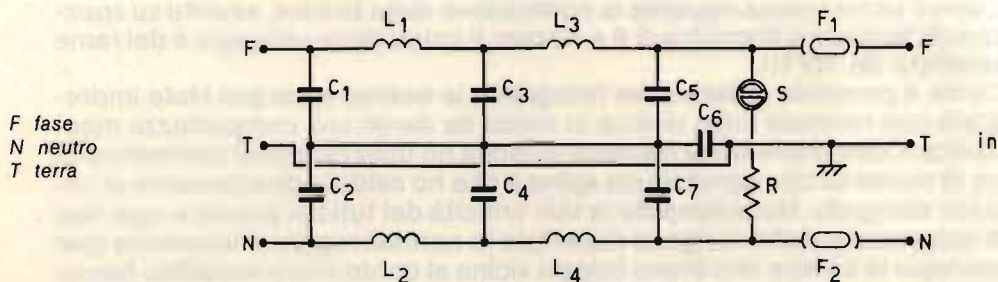 L1 L3 F1
F F
C1 C3 C5 S
C6
F fase
N neutro
T terra
T T in
C2 C4 C7 R
N N
L2 L4 F2